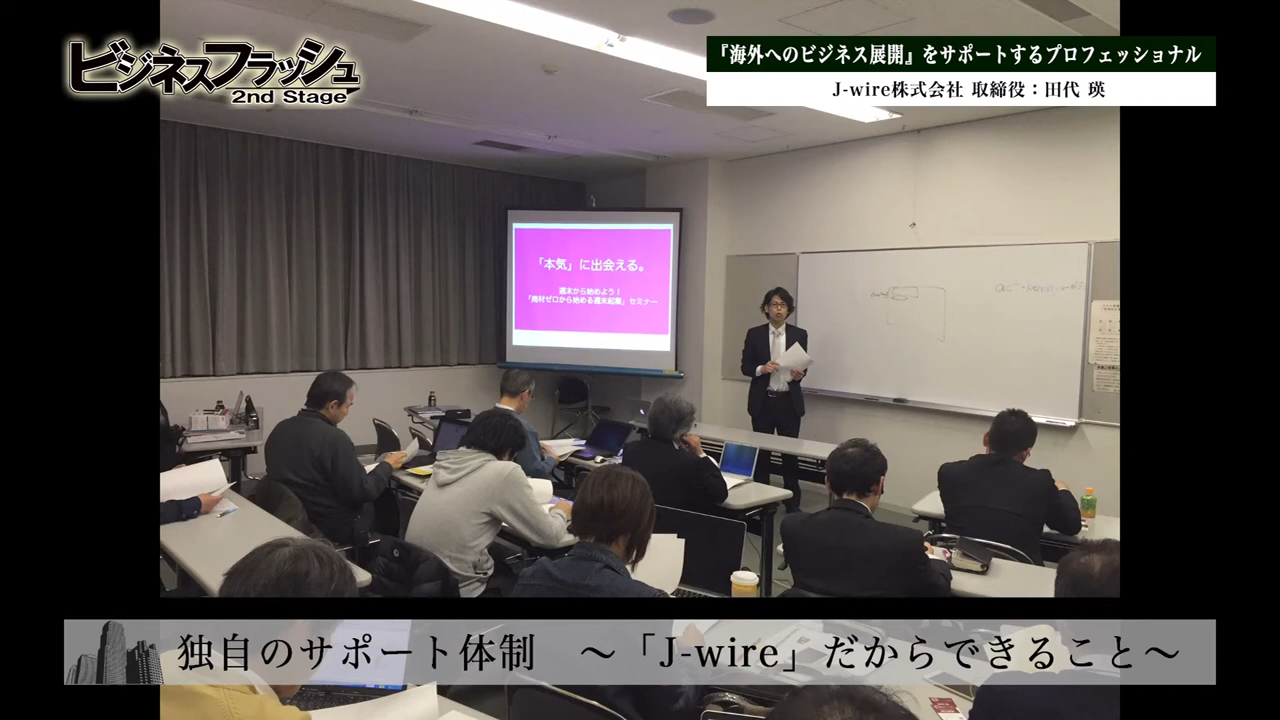 ビジネスフラッシュ
2nd Stage
『海外へのビジネス展開』をサポートするプロフェッショナル
J-wire株式会社 取締役：田代 瑛
「本気」に出会える。
週末から始めよう！
「商材ゼロから始める週末起業」セミナー
独自のサポート体制　～「J-wire」だからできること～